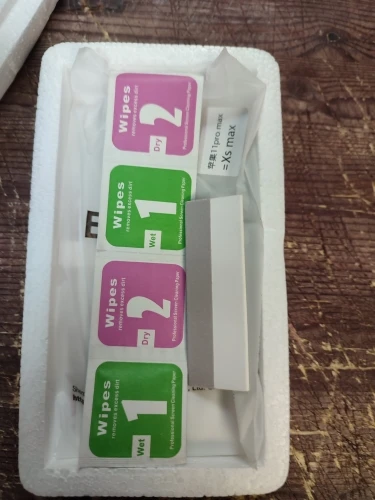 Wipes
removes excess dirt
Dry
2
Professional Screen Cleaning Paper
苹果11pro max
=Xs max
Wipes
removes excess dirt
Wet
1
Professional Screen Cleaning Paper
Wipes
removes excess dirt
Dry
2
Professional Screen Cleaning Paper
Wipes
removes excess dirt
Wet
1
Professional Screen Cleaning Paper